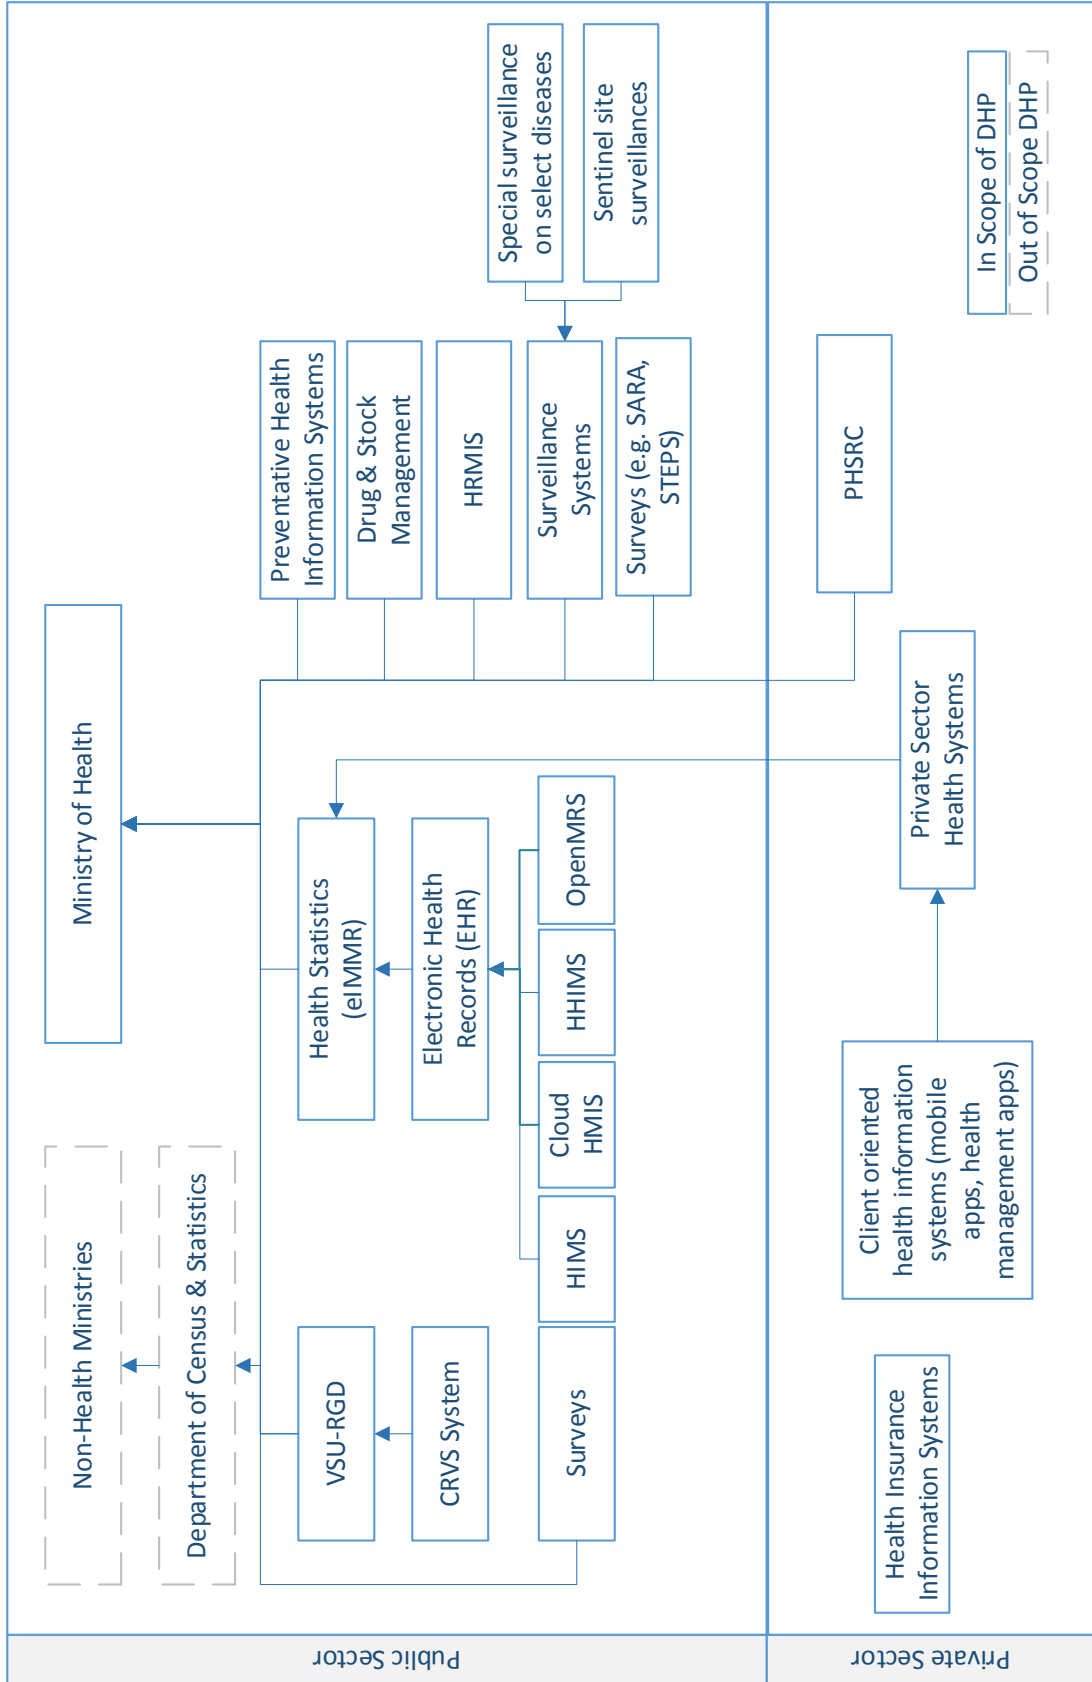 Public Sector
Non-Health Ministries
Department of Census & Statistics
Ministry of Health
VSU-RGD
CRVS System
Surveys
Health Statistics
(eIMMR)
Electronic Health
Records (EHR)
HIMS
Cloud
HMIS
HHIMS
OpenMRS
Preventative Health
Information Systems
Drug & Stock
Management
HRMIS
Surveillance
Systems
Surveys (e.g. SARA,
STEPS)
Special surveillance
on select diseases
Sentinel site
surveillances
Private Sector
Health Insurance
Information Systems
Client oriented
health information
systems (mobile
apps, health
management apps)
Private Sector
Health Systems
PHSRC
In Scope of DHP
Out of Scope DHP